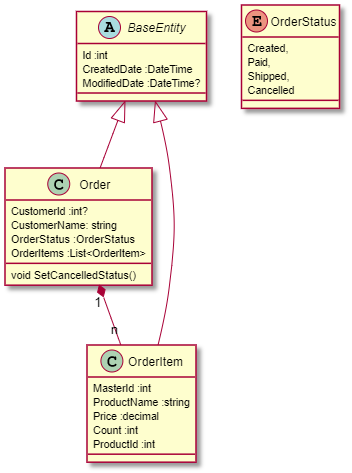 A BaseEntity
Id :int
CreatedDate :DateTime
ModifiedDate :DateTime?
E OrderStatus
Created,
Paid,
Shipped,
Cancelled
C Order
CustomerId :int?
CustomerName: string
OrderStatus :OrderStatus
OrderItems :List<OrderItem>
void SetCancelledStatus()
1
n
C OrderItem
MasterId :int
ProductName :string
Price :decimal
Count :int
ProductId :int